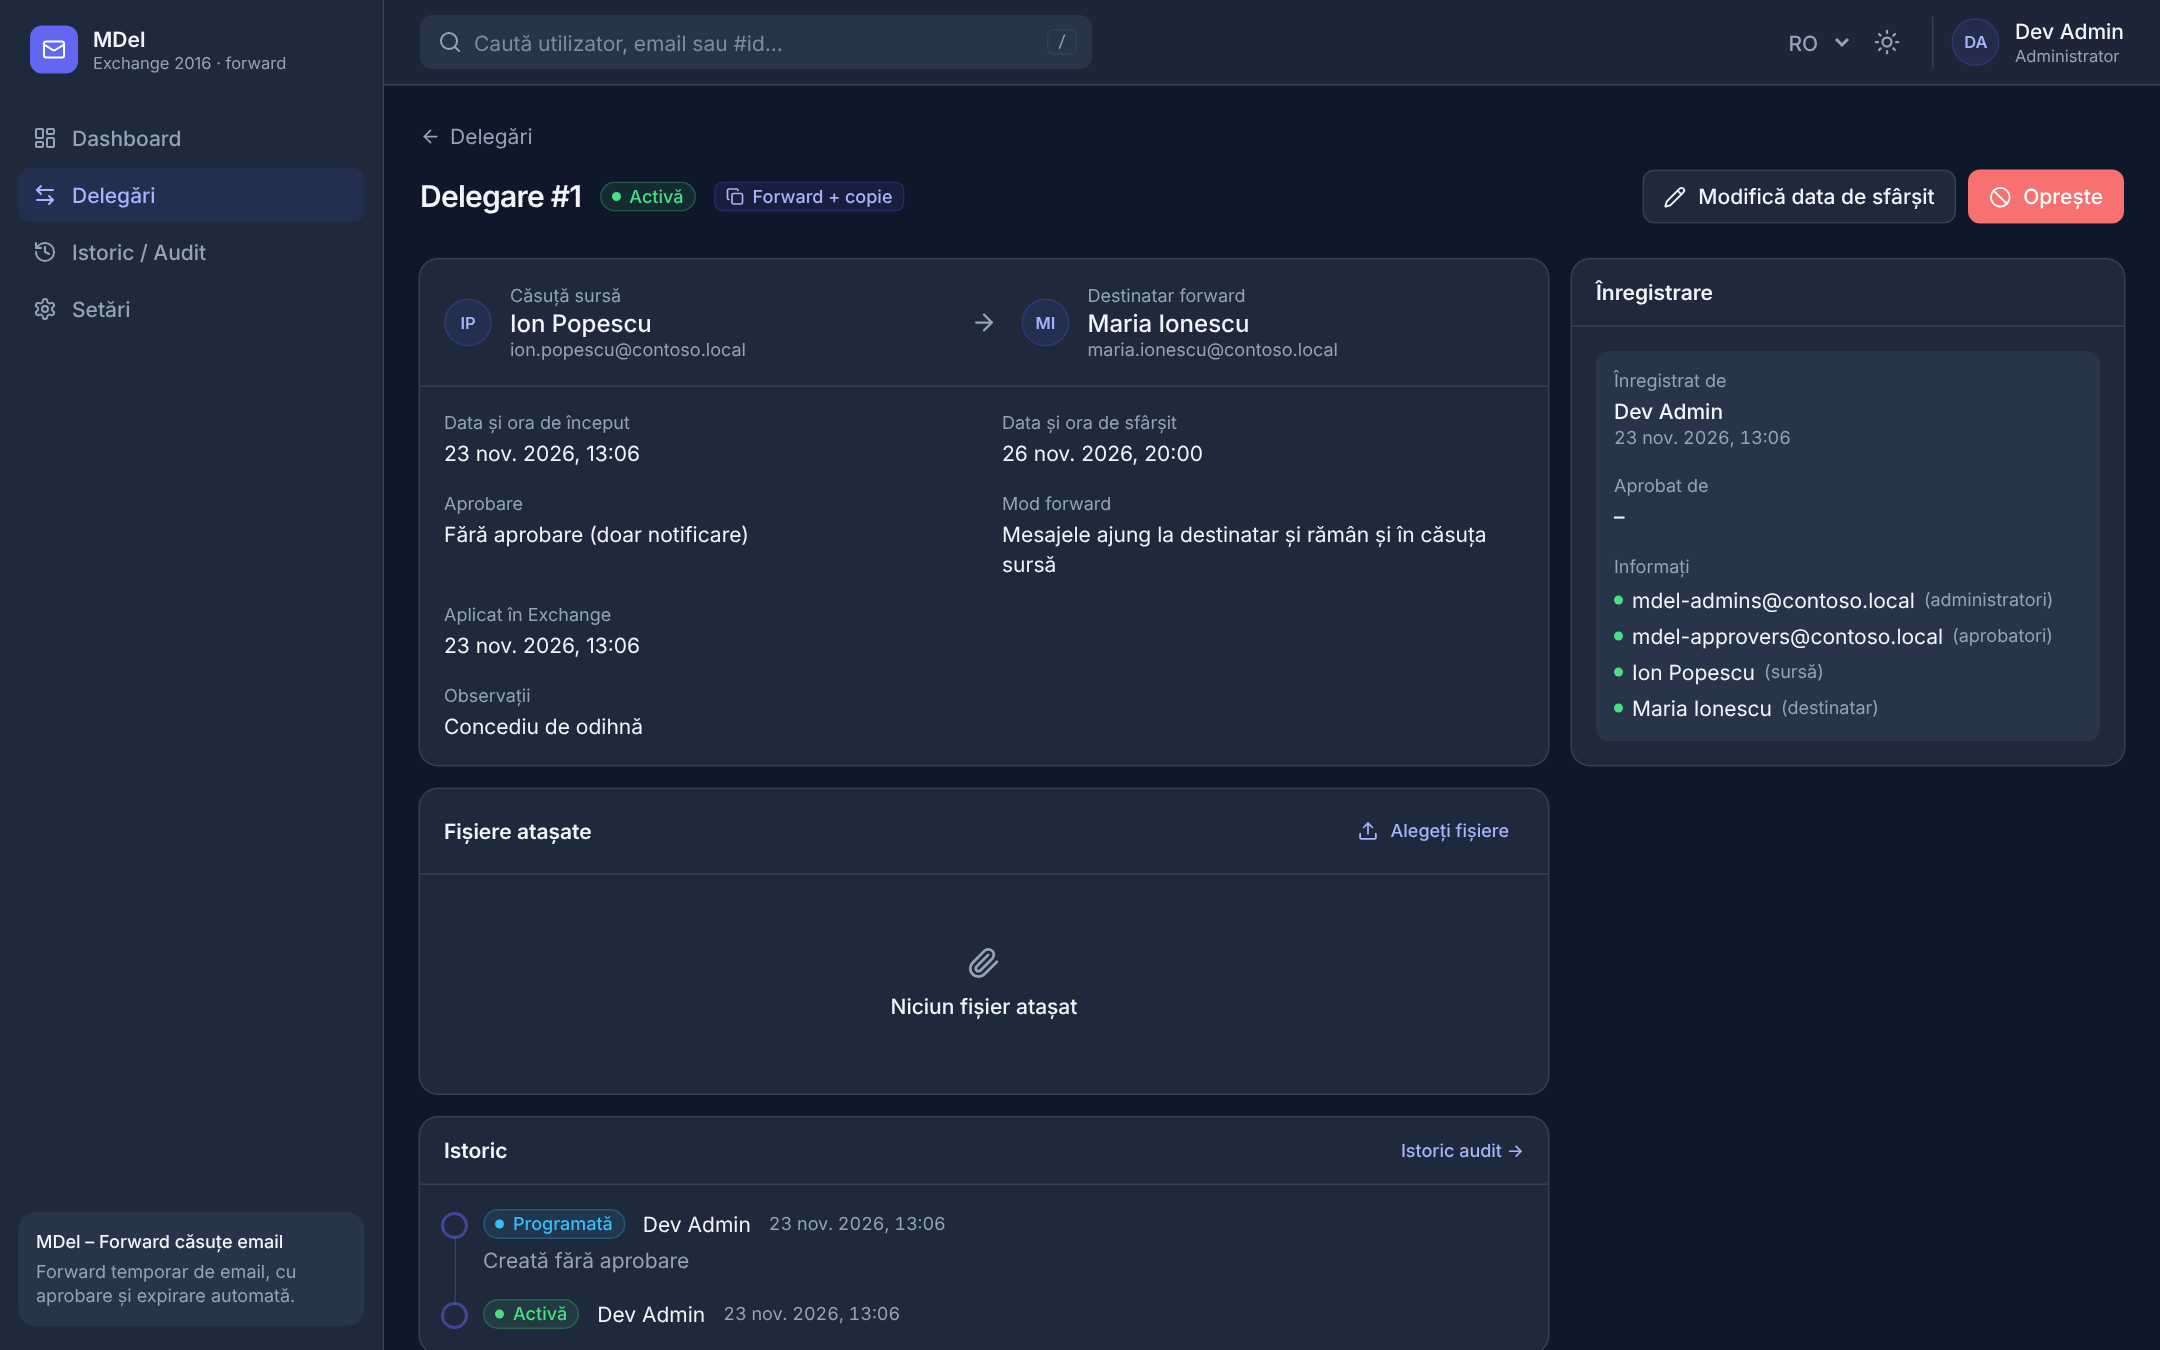 MDel
Exchange 2016 · forward
Dashboard
Delegări
Istoric / Audit
Setări
MDel – Forward căsuțe email
Forward temporar de email, cu
aprobare și expirare automată.
Caută utilizator, email sau #id...
/
RO
DA
Dev Admin
Administrator
← Delegări
Delegare #1
Activă
Forward + copie
Modifică data de sfârșit
Oprește
IP
Căsuță sursă
Ion Popescu
ion.popescu@contoso.local
→
MI
Destinatar forward
Maria Ionescu
maria.ionescu@contoso.local
Data și ora de început
23 nov. 2026, 13:06
Data și ora de sfârșit
26 nov. 2026, 20:00
Aprobare
Fără aprobare (doar notificare)
Mod forward
Mesajele ajung la destinatar și rămân și în căsuța
sursă
Aplicat în Exchange
23 nov. 2026, 13:06
Observații
Concediu de odihnă
Înregistrare
Înregistrat de
Dev Admin
23 nov. 2026, 13:06
Aprobat de
–
Informați
mdel-admins@contoso.local (administratori)
mdel-approvers@contoso.local (aprobatori)
Ion Popescu (sursă)
Maria Ionescu (destinatar)
Fișiere atașate
Alegeți fișiere
Niciun fișier atașat
Istoric
Istoric audit →
Programată Dev Admin 23 nov. 2026, 13:06
Creată fără aprobare
Activă Dev Admin 23 nov. 2026, 13:06